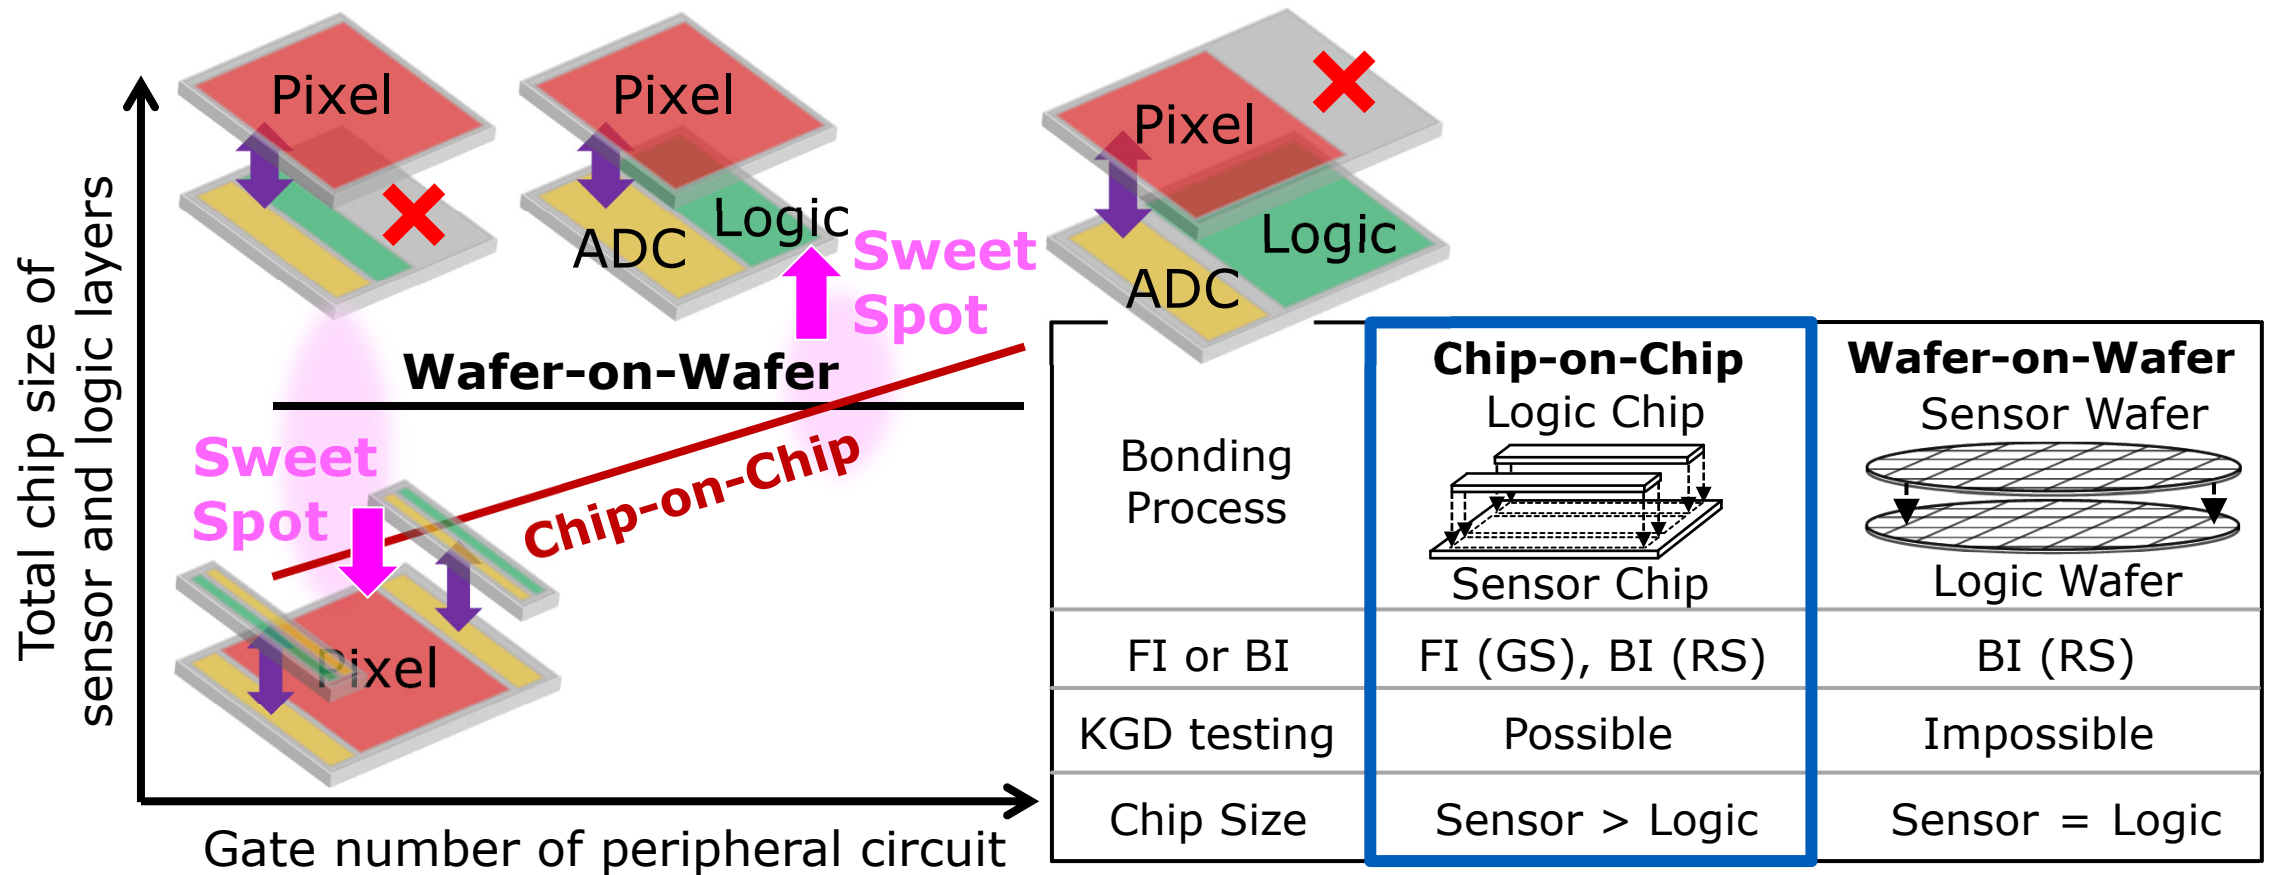 Pixel
Pixel
Pixel
ADC
Logic
ADC
Logic
Sweet
Spot
Wafer-on-Wafer
Sweet
Spot
Chip-on-Chip
Pixel
Total chip size of
sensor and logic layers
Gate number of peripheral circuit
Chip-on-Chip
Wafer-on-Wafer
Bonding
Process
Logic Chip
Sensor Chip
Sensor Wafer
Logic Wafer
FI or BI
FI (GS), BI (RS)
BI (RS)
KGD testing
Possible
Impossible
Chip Size
Sensor > Logic
Sensor = Logic